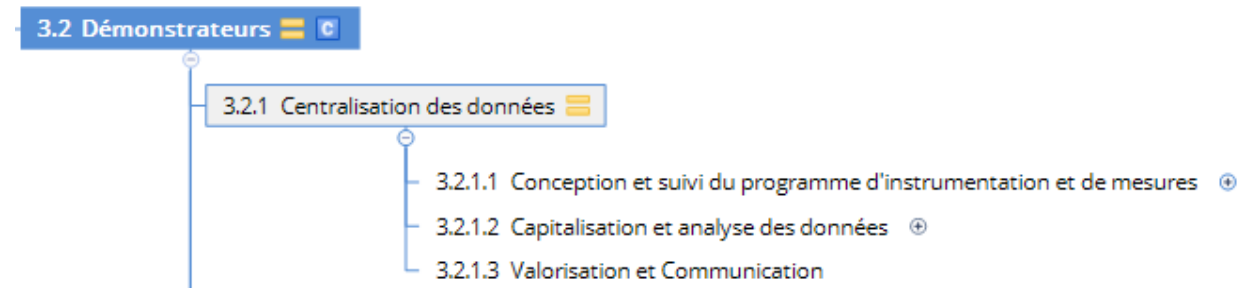 3.2 Démonstrateurs C
3.2.1 Centralisation des données
3.2.1.1 Conception et suivi du programme d'instrumentation et de mesures
3.2.1.2 Capitalisation et analyse des données
3.2.1.3 Valorisation et Communication